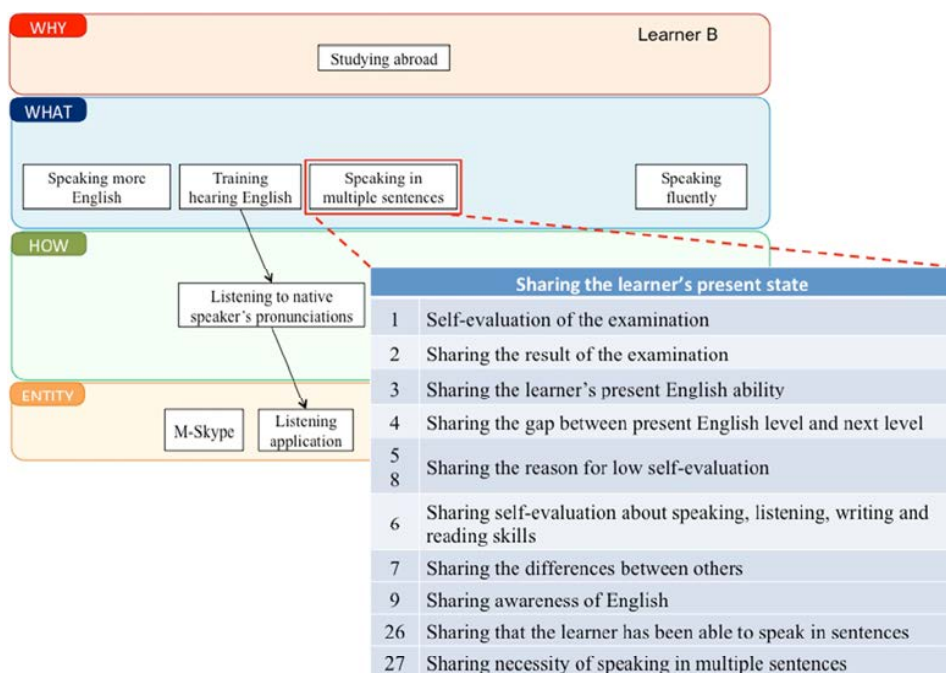 WHY
Learner B
Studying abroad
WHAT
Speaking more
English
Training
hearing English
Speaking in
multiple sentences
Speaking
fluently
HOW
Listening to native
speaker's pronunciations
ENTITY
M-Skype
Listening
application
Sharing the learner's present state
1 Self-evaluation of the examination
2 Sharing the result of the examination
3 Sharing the learner's present English ability
4 Sharing the gap between present English level and next level
5
8 Sharing the reason for low self-evaluation
6 Sharing self-evaluation about speaking, listening, writing and
reading skills
7 Sharing the differences between others
9 Sharing awareness of English
26 Sharing that the learner has been able to speak in sentences
27 Sharing necessity of speaking in multiple sentences